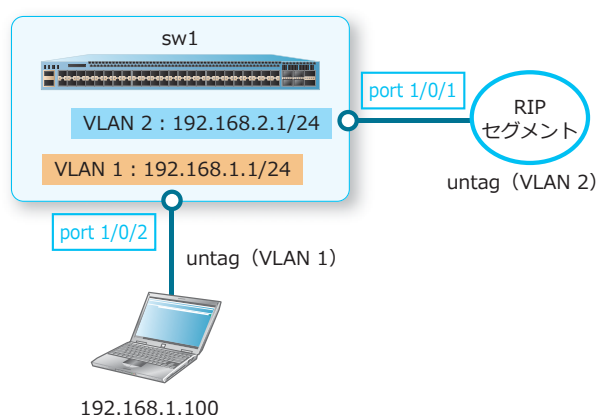 sw1
port 1/0/1
RIP
セグメント
VLAN 2：192.168.2.1/24
VLAN 1：192.168.1.1/24
untag（VLAN 2）
port 1/0/2
untag（VLAN 1）
192.168.1.100